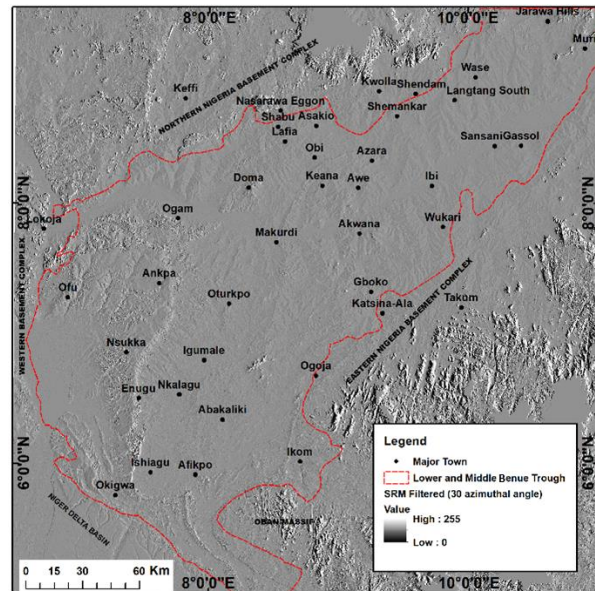 8°0'0"E
10°0'0"E
Jarawa Hills
Muri
Wase
Keffi
Kwolla
Shendam
Langtang South
NORTHERN NIGERIA BASEMENT COMPLEX
Nasarawa Eggon
Shemankar
Shabu
Asakio
Lafia
Sansani
Gassol
Obi
Azara
Doma
Keana
Awe
Ibi
8°0'0"N
8°0'0"N
Lokoja
Ogam
Wukari
Makurdi
Akwana
WESTERN BASEMENT COMPLEX
Ankpa
Gboko
EASTERN NIGERIA BASEMENT COMPLEX
Ofu
Oturkpo
Katsina-Ala
Takom
Nsukka
Igumale
Ogoja
Enugu
Nkalagu
Abakaliki
6°0'0"N
6°0'0"N
Ishiagu
Afikpo
Ikom
Okigwa
NIGER DELTA BASIN
OBAN MASSIF
Legend
Major Town
Lower and Middle Benue Trough
SRM Filtered (30 azimuthal angle)
Value
High : 255
Low : 0
0 15 30 60 Km
8°0'0"E
10°0'0"E